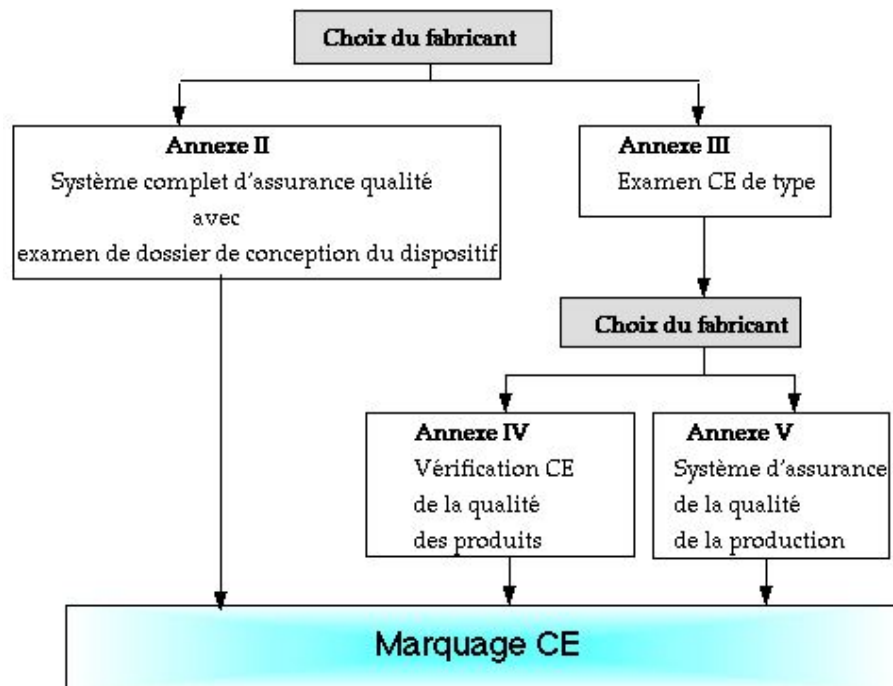 Choix du fabricant
Annexe II
Système complet d'assurance qualité
avec
examen de dossier de conception du dispositif
Annexe III
Examen CE de type
Choix du fabricant
Annexe IV
Vérification CE
de la qualité
des produits
Annexe V
Système d'assurance
de la qualité
de la production
Marquage CE